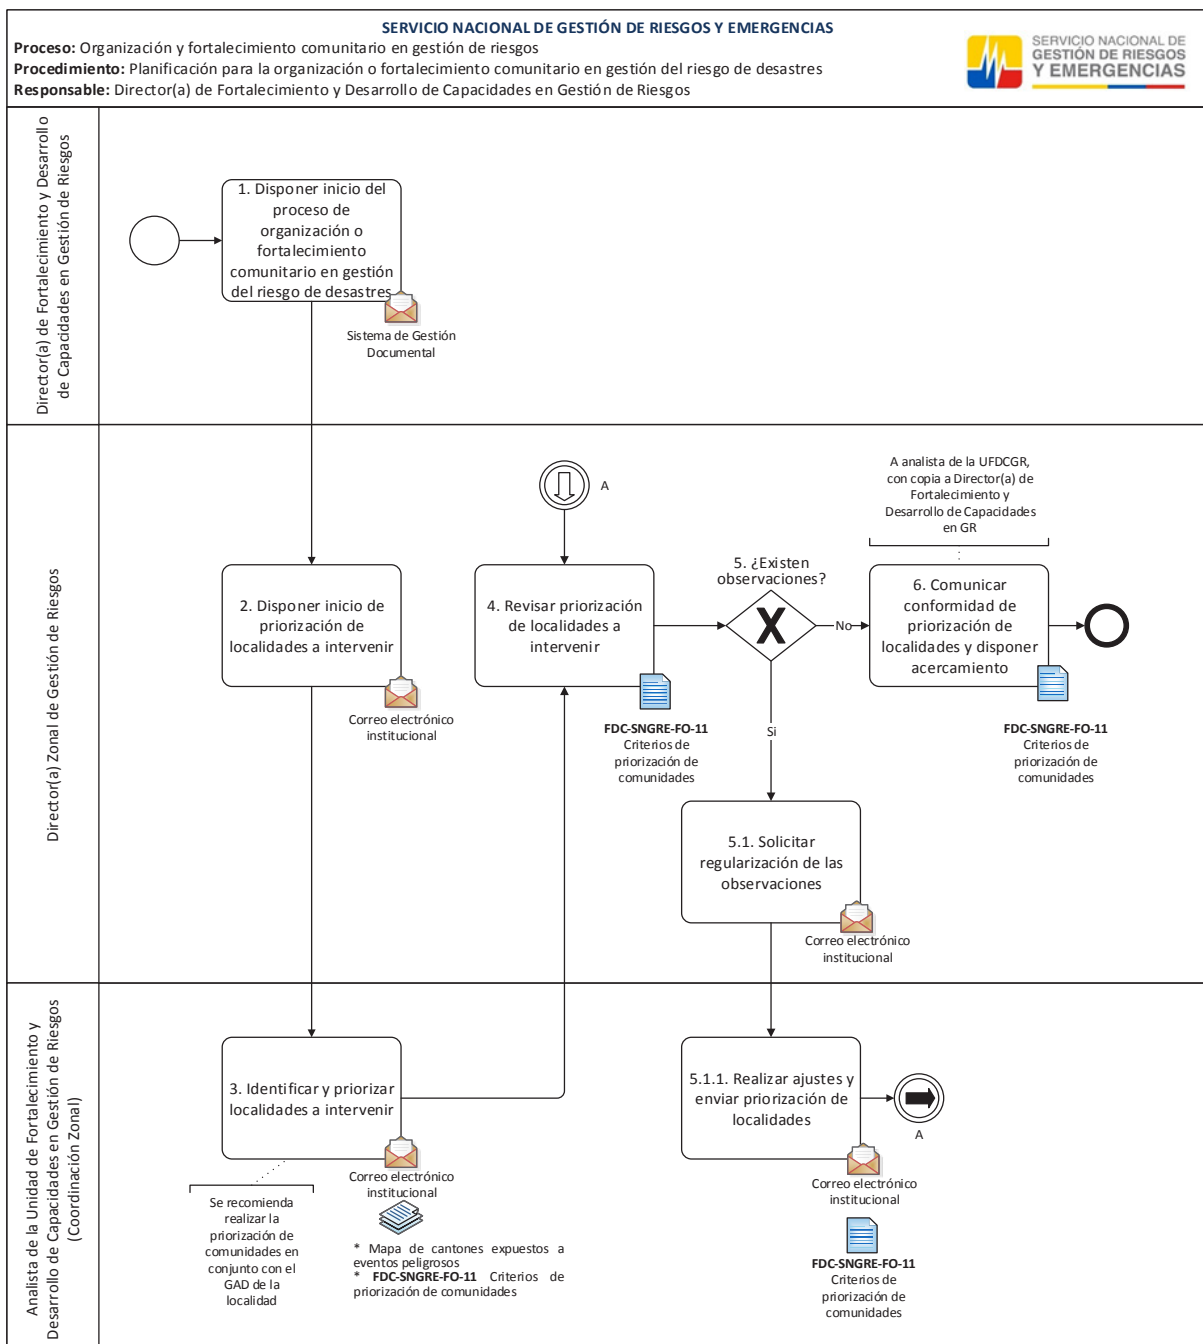 SERVICIO NACIONAL DE GESTIÓN DE RIESGOS Y EMERGENCIAS
Proceso: Organización y fortalecimiento comunitario en gestión de riesgos
Procedimiento: Planificación para la organización o fortalecimiento comunitario en gestión del riesgo de desastres
Responsable: Director(a) de Fortalecimiento y Desarrollo de Capacidades en Gestión de Riesgos
SERVICIO NACIONAL DE
GESTIÓN DE RIESGOS
Y EMERGENCIAS
Director(a) de Fortalecimiento y Desarrollo
de Capacidades en Gestión de Riesgos
1. Disponer inicio del
proceso de
organización o
fortalecimiento
comunitario en gestión
del riesgo de desastres
Sistema de Gestión
Documental
Director(a) Zonal de Gestión de Riesgos
2. Disponer inicio de
priorización de
localidades a intervenir
Correo electrónico
institucional
A
4. Revisar priorización
de localidades a
intervenir
FDC-SNGRE-FO-11
Criterios de
priorización de
comunidades
5. ¿Existen
observaciones?
X
No
Si
A analista de la UFDCGR,
con copia a Director(a) de
Fortalecimiento y
Desarrollo de Capacidades
en GR
6. Comunicar
conformidad de
priorización de
localidades y disponer
acercamiento
FDC-SNGRE-FO-11
Criterios de
priorización de
comunidades
5.1. Solicitar
regularización de las
observaciones
Correo electrónico
institucional
Analista de la Unidad de Fortalecimiento y
Desarrollo de Capacidades en Gestión de Riesgos
(Coordinación Zonal)
3. Identificar y priorizar
localidades a intervenir
Correo electrónico
institucional
Se recomienda
realizar la
priorización de
comunidades en
conjunto con el
GAD de la
localidad
* Mapa de cantones expuestos a
eventos peligrosos
* FDC-SNGRE-FO-11 Criterios de
priorización de comunidades
5.1.1. Realizar ajustes y
enviar priorización de
localidades
A
Correo electrónico
institucional
FDC-SNGRE-FO-11
Criterios de
priorización de
comunidades